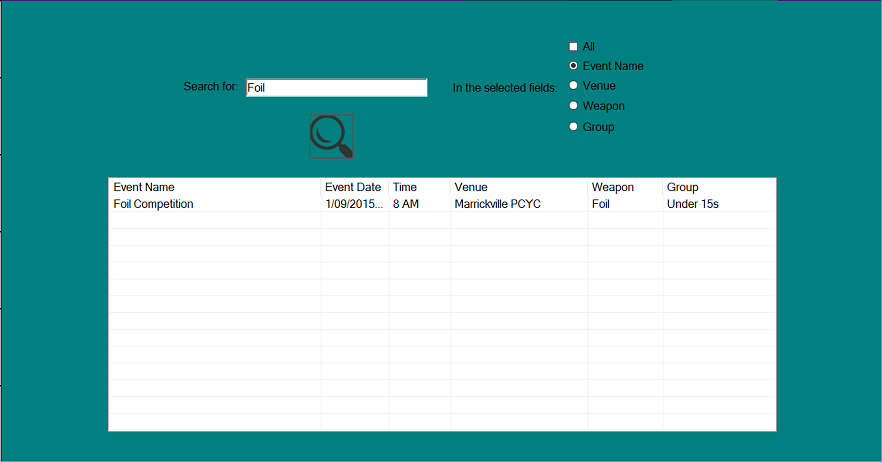 All
Event Name
Search for: Foil In the selected fields: Venue
Weapon
Group
Event Name Event Date Time Venue Weapon Group
Foil Competition 1/09/2015... 8 AM Marrickville PCYC Foil Under 15s